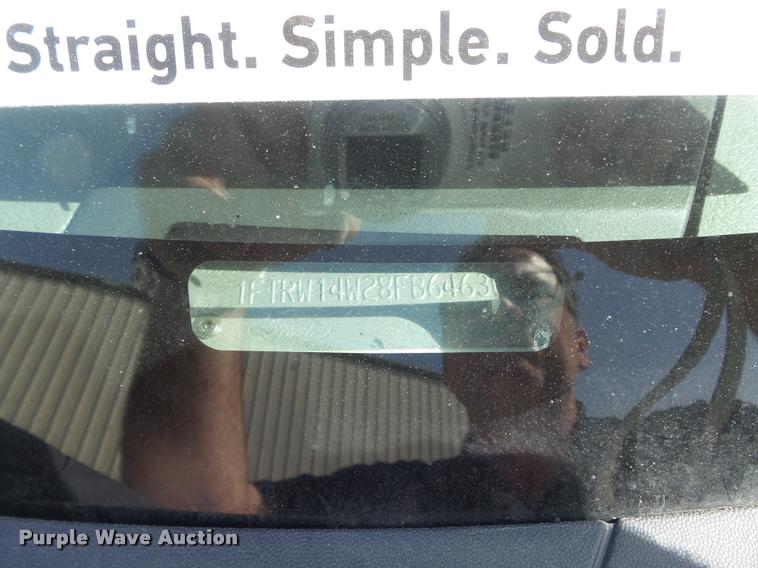 Straight. Simple. Sold.
1FTRW14W28FB6463
Purple Wave Auction